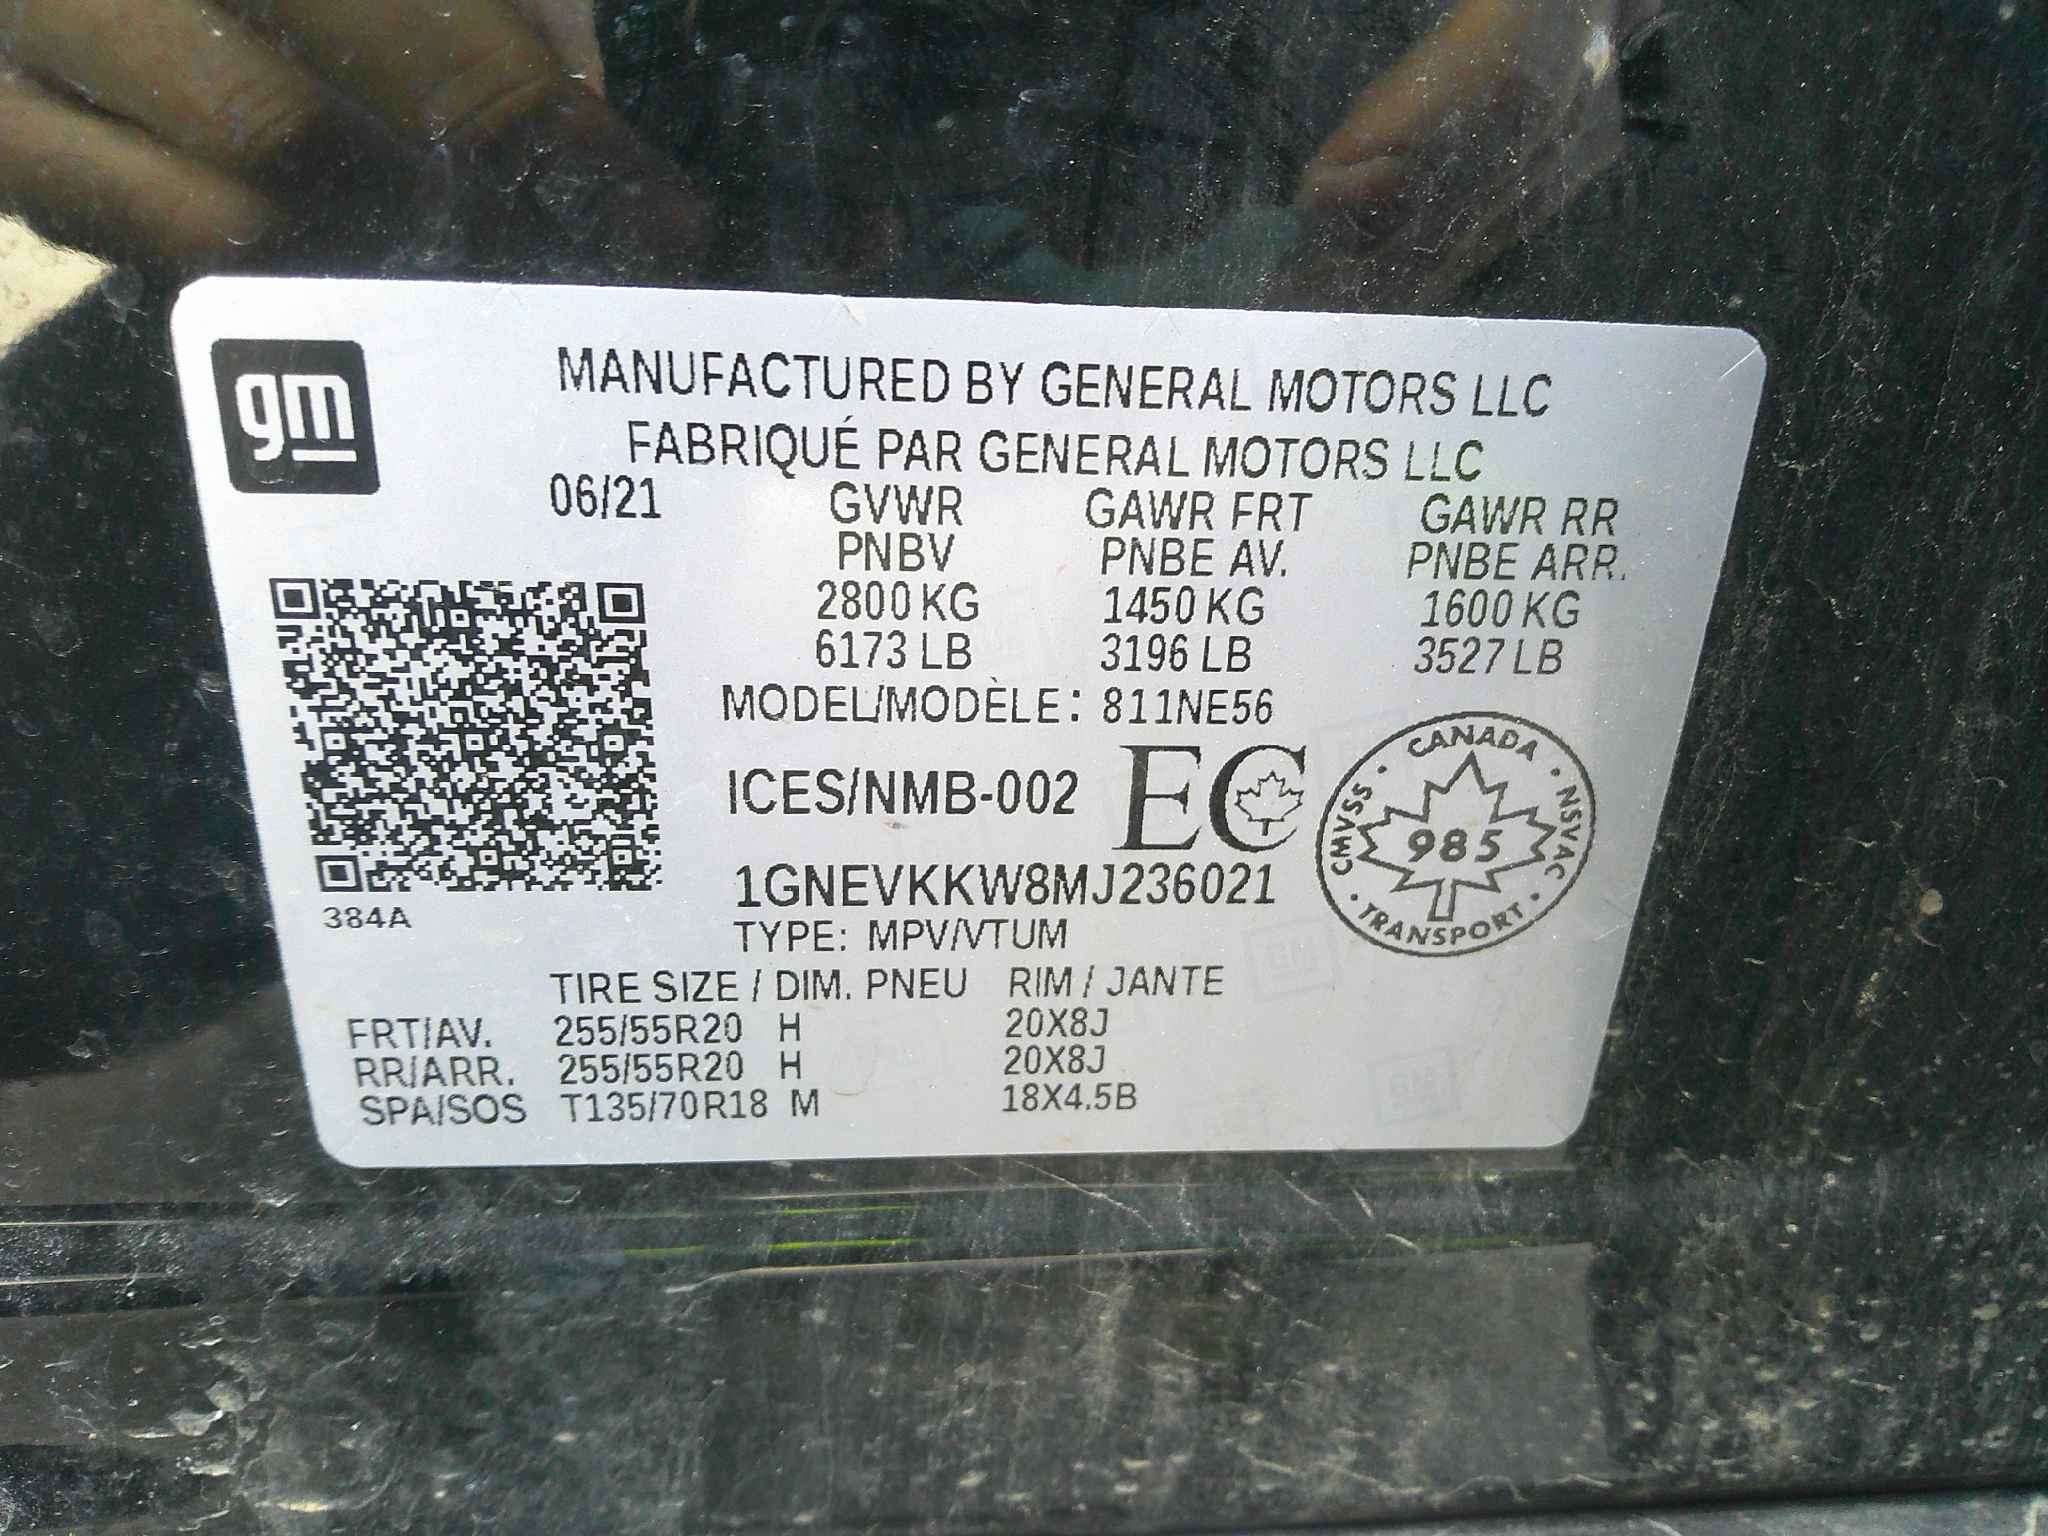 gm
MANUFACTURED BY GENERAL MOTORS LLC
FABRIQUÉ PAR GENERAL MOTORS LLC
06/21 GVWR GAWR FRT GAWR RR
PNBV PNBE AV. PNBE ARR.
2800 KG 1450 KG 1600 KG
6173 LB 3196 LB 3527 LB
MODEL/MODÈLE: 811NE56
ICES/NMB-002 EC
CANADA
CMVSS · NSVAC
985
TRANSPORT
1GNEVKKW8MJ236021
384A
TYPE: MPV/VTUM
TIRE SIZE / DIM. PNEU RIM / JANTE
FRT/AV. 255/55R20 H 20X8J
RR/ARR. 255/55R20 H 20X8J
SPA/SOS T135/70R18 M 18X4.5B